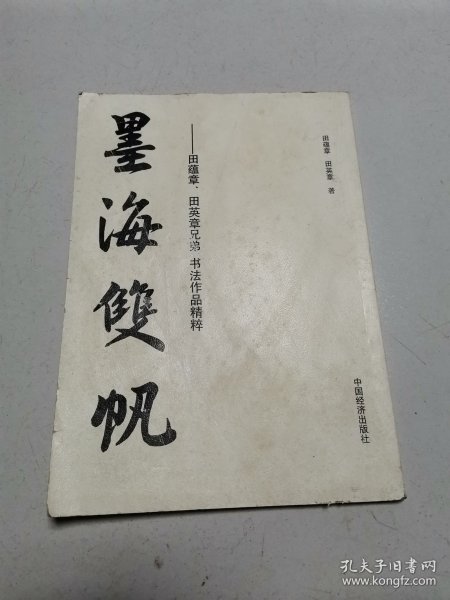 田蕴章 田英章 著
——田蕴章、田英章兄弟 书法作品精粹
墨海雙帆
中国经济出版社
孔夫子旧书网
www.kongfz.com